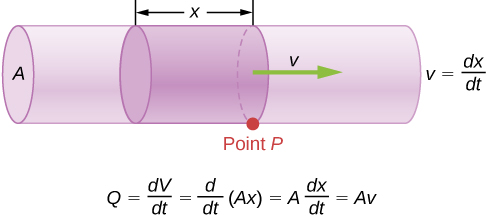 x
A
v
v = dx/dt
Point P
Q = dV/dt = d/dt (Ax) = A dx/dt = Av